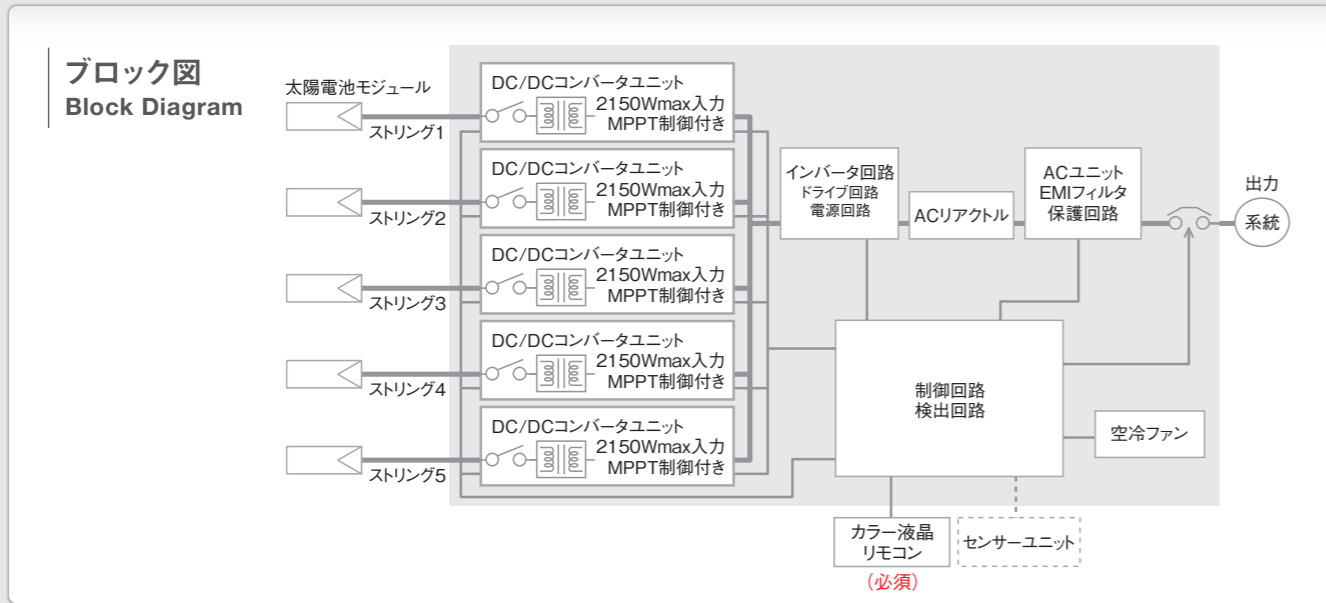 ブロック図
Block Diagram
太陽電池モジュール
ストリング1
DC/DCコンバータユニット
2150Wmax入力
MPPT制御付き
ストリング2
DC/DCコンバータユニット
2150Wmax入力
MPPT制御付き
ストリング3
DC/DCコンバータユニット
2150Wmax入力
MPPT制御付き
ストリング4
DC/DCコンバータユニット
2150Wmax入力
MPPT制御付き
ストリング5
DC/DCコンバータユニット
2150Wmax入力
MPPT制御付き
インバータ回路
ドライブ回路
電源回路
ACリアクトル
ACユニット
EMIフィルタ
保護回路
出力
系統
制御回路
検出回路
空冷ファン
カラー液晶
リモコン
(必須)
センサーユニット